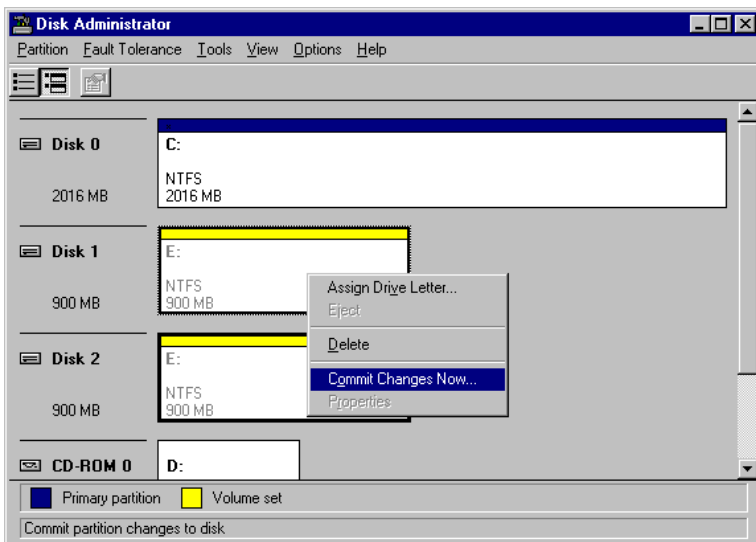 Disk Administrator
Partition Fault Tolerance Tools View Options Help
Disk 0
2016 MB
C:
NTFS
2016 MB
Disk 1
900 MB
E:
NTFS
900 MB
Assign Drive Letter...
Eject
Delete
Commit Changes Now...
Properties
Disk 2
900 MB
E:
NTFS
900 MB
CD-ROM 0
D:
Primary partition Volume set
Commit partition changes to disk